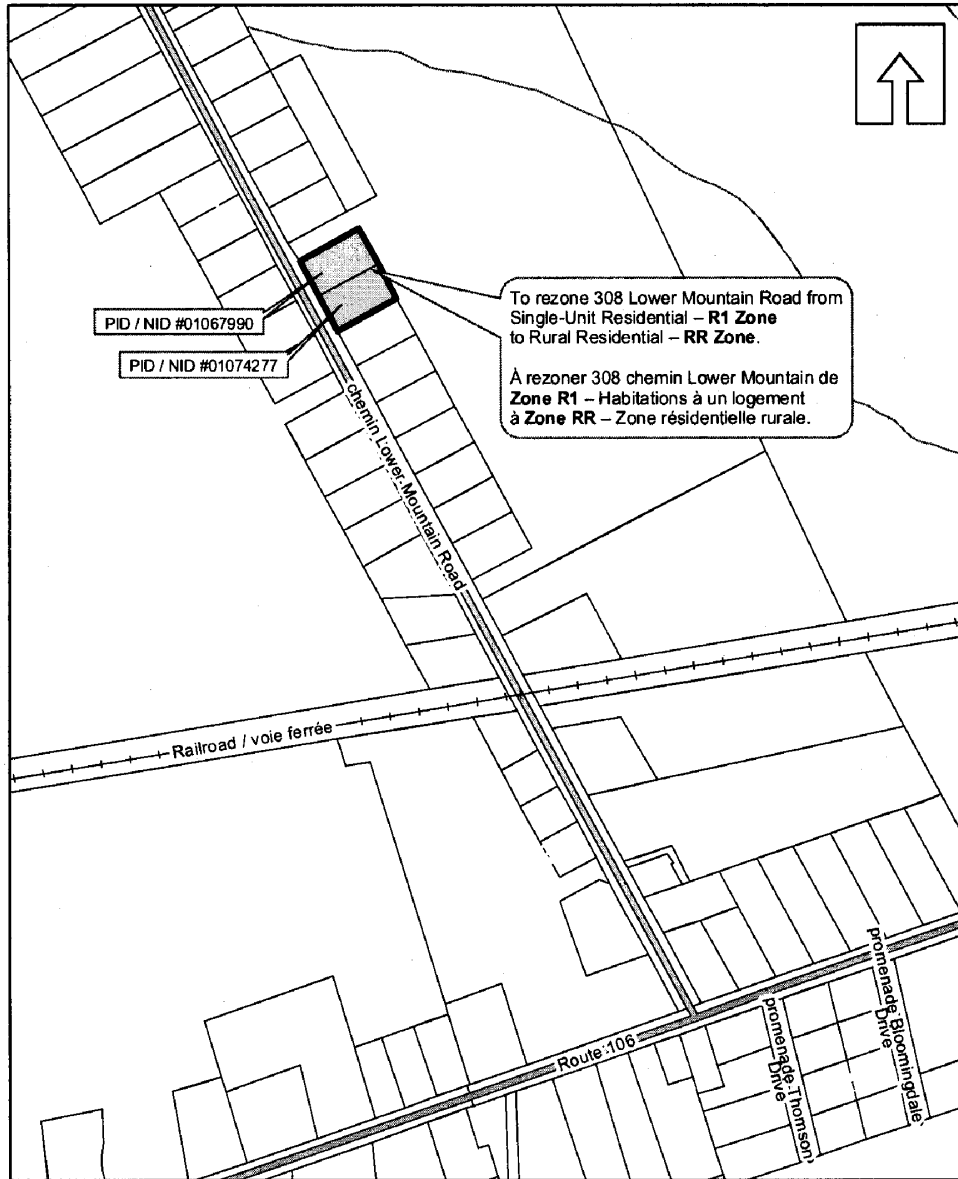 PID / NID #01067990
PID / NID #01074277
To rezone 308 Lower Mountain Road from
Single-Unit Residential – R1 Zone
to Rural Residential – RR Zone.
À rezoner 308 chemin Lower Mountain de
Zone R1 – Habitations à un logement
à Zone RR – Zone résidentielle rurale.
chemin Lower Mountain Road
Railroad / voie ferrée
Route 106
promenade Thomson
Drive
promenade Bloomingdale
Drive